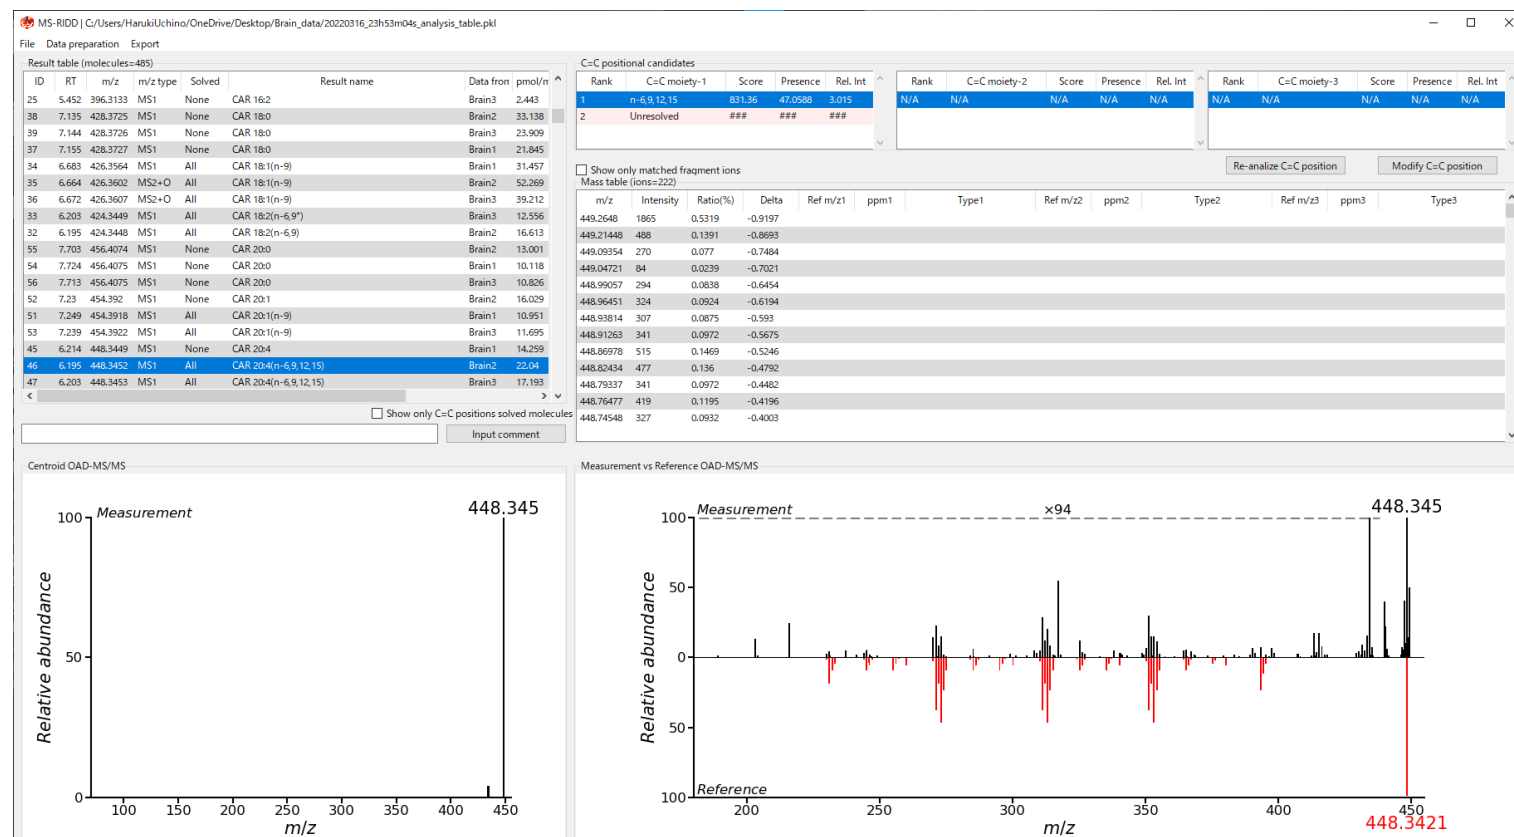 MS-RIDD | C:/Users/HarukiUchino/OneDrive/Desktop/Brain_data/20220316_23h53m04s_analysis_table.pkl
File Data preparation Export
Result table (molecules=485)
ID RT m/z m/z type Solved Result name Data from pmol/m
25 5.452 396.3133 MS1 None CAR 16:2 Brain3 2.443
38 7.135 428.3725 MS1 None CAR 18:0 Brain2 33.138
39 7.144 428.3726 MS1 None CAR 18:0 Brain3 23.909
37 7.155 428.3727 MS1 None CAR 18:0 Brain1 21.845
34 6.683 426.3564 MS1 All CAR 18:1(n-9) Brain1 31.457
35 6.664 426.3602 MS2+O All CAR 18:1(n-9) Brain2 52.269
36 6.672 426.3607 MS2+O All CAR 18:1(n-9) Brain3 39.212
33 6.203 424.3449 MS1 All CAR 18:2(n-6,9") Brain3 12.556
32 6.195 424.3448 MS1 All CAR 18:2(n-6,9) Brain2 16.613
55 7.703 456.4074 MS1 None CAR 20:0 Brain2 13.001
54 7.724 456.4075 MS1 None CAR 20:0 Brain1 10.118
56 7.713 456.4075 MS1 None CAR 20:0 Brain3 10.826
52 7.23 454.392 MS1 None CAR 20:1 Brain2 16.029
51 7.249 454.3918 MS1 All CAR 20:1(n-9) Brain1 10.951
53 7.239 454.3922 MS1 All CAR 20:1(n-9) Brain3 11.695
45 6.214 448.3449 MS1 None CAR 20:4 Brain1 14.259
46 6.195 448.3452 MS1 All CAR 20:4(n-6,9,12,15) Brain2 22.04
47 6.203 448.3453 MS1 All CAR 20:4(n-6,9,12,15) Brain3 17.193
Show only C=C positions solved molecules
Input comment
C=C positional candidates
Rank C=C moiety-1 Score Presence Rel. Int
1 n-6,9,12,15 831.36 47.0588 3.015
2 Unresolved ### ### ###
Rank C=C moiety-2 Score Presence Rel. Int
N/A N/A N/A N/A N/A
Rank C=C moiety-3 Score Presence Rel. Int
N/A N/A N/A N/A N/A
Show only matched fragment ions
Re-analize C=C position
Modify C=C position
Mass table (ions=222)
m/z Intensity Ratio(%) Delta Ref m/z1 ppm1 Type1 Ref m/z2 ppm2 Type2 Ref m/z3 ppm3 Type3
449.2648 1865 0.5319 -0.9197
449.21448 488 0.1391 -0.8693
449.09354 270 0.077 -0.7484
449.04721 84 0.0239 -0.7021
448.99057 294 0.0838 -0.6454
448.96451 324 0.0924 -0.6194
448.93814 307 0.0875 -0.593
448.91263 341 0.0972 -0.5675
448.86978 515 0.1469 -0.5246
448.82434 477 0.136 -0.4792
448.79337 341 0.0972 -0.4482
448.76477 419 0.1195 -0.4196
448.74548 327 0.0932 -0.4003
Centroid OAD-MS/MS
448.345
Measurement
100
50
0
Relative abundance
100 150 200 250 300 350 400 450
m/z
Measurement vs Reference OAD-MS/MS
448.345
Measurement
×94
100
50
0
50
100
Relative abundance
Reference
200 250 300 350 400 450
448.3421
m/z